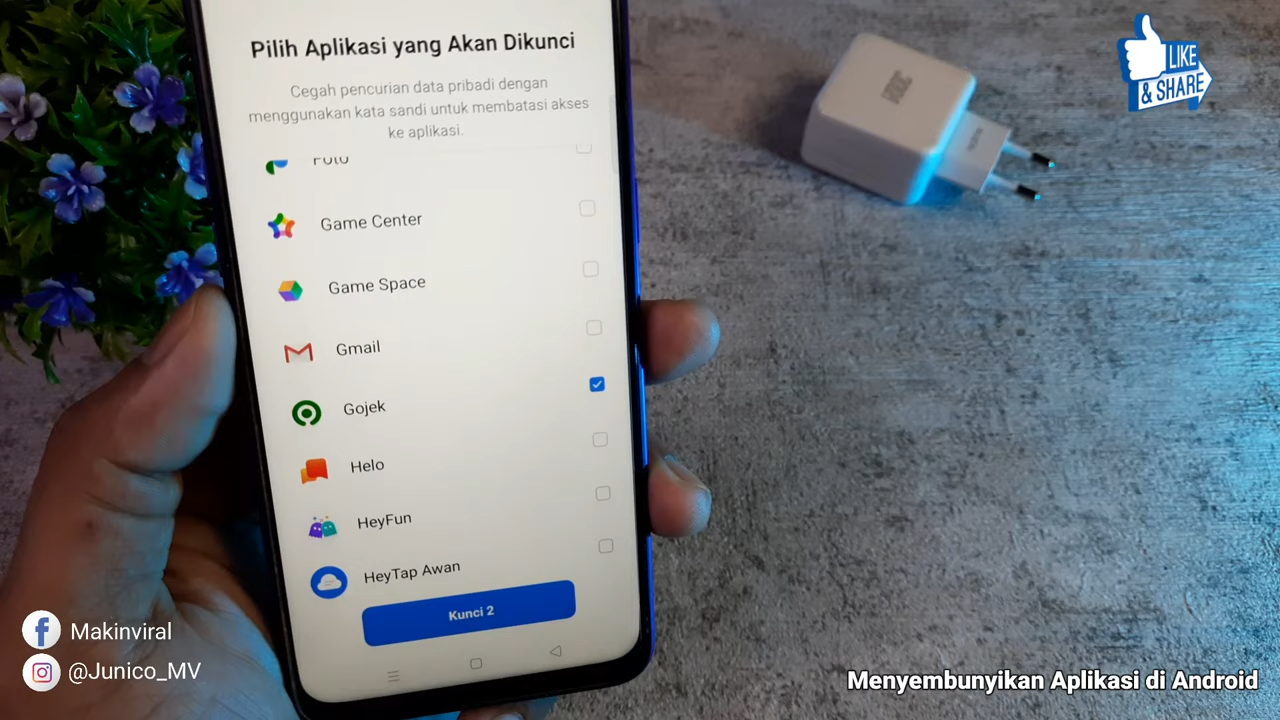 Pilih Aplikasi yang Akan Dikunci
Cegah pencurian data pribadi dengan
menggunakan kata sandi untuk membatasi akses
ke aplikasi.
Game Center
Game Space
Gmail
Gojek
Helo
HeyFun
HeyTap Awan
Kunci 2
LIKE
& SHARE
Makinviral
@Junico_MV
Menyembunyikan Aplikasi di Android